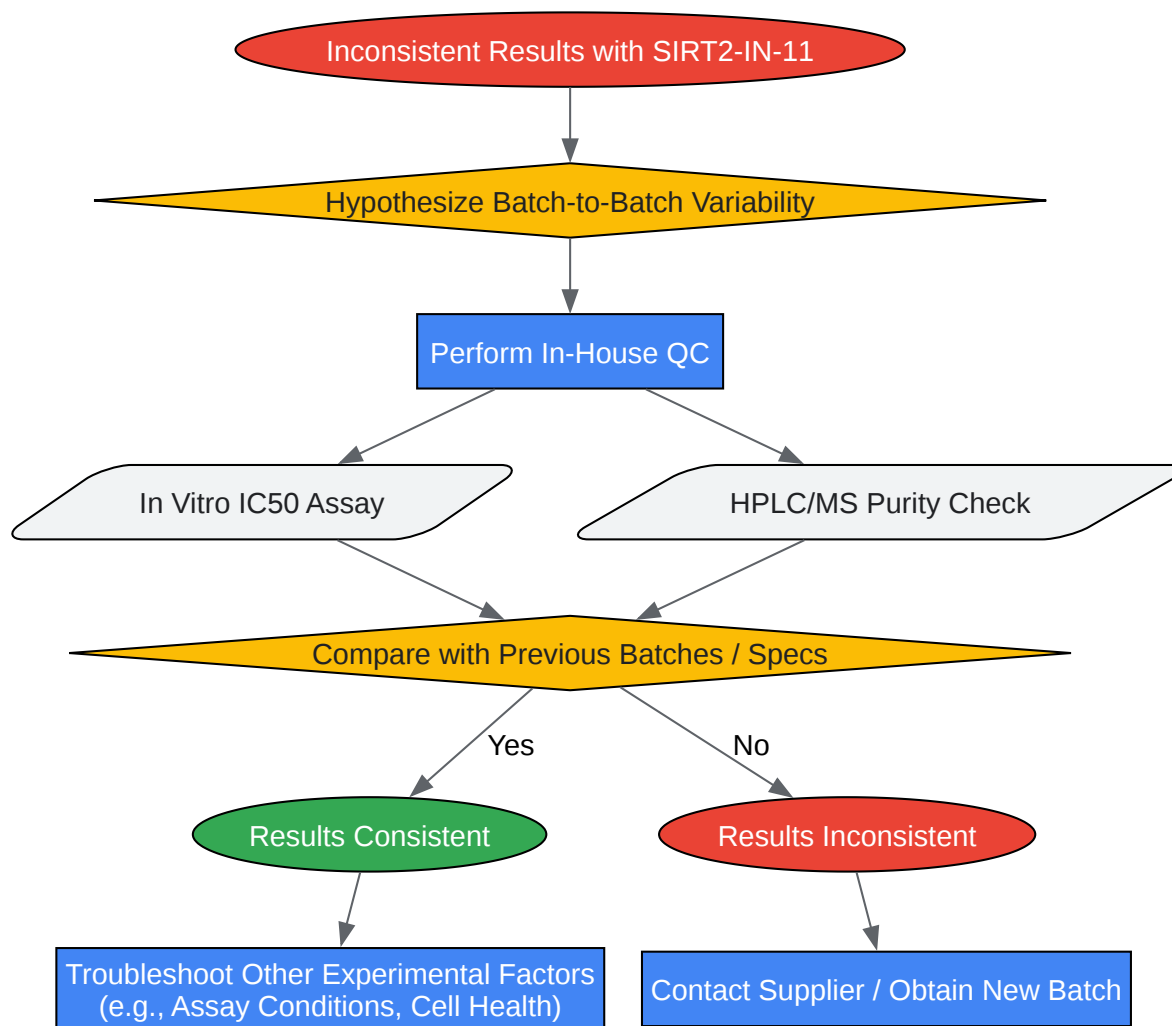 Inconsistent Results with SIRT2-IN-11
Hypothesize Batch-to-Batch Variability
Perform In-House QC
In Vitro IC50 Assay
HPLC/MS Purity Check
Compare with Previous Batches / Specs
Yes
No
Results Consistent
Results Inconsistent
Troubleshoot Other Experimental Factors
(e.g., Assay Conditions, Cell Health)
Contact Supplier / Obtain New Batch